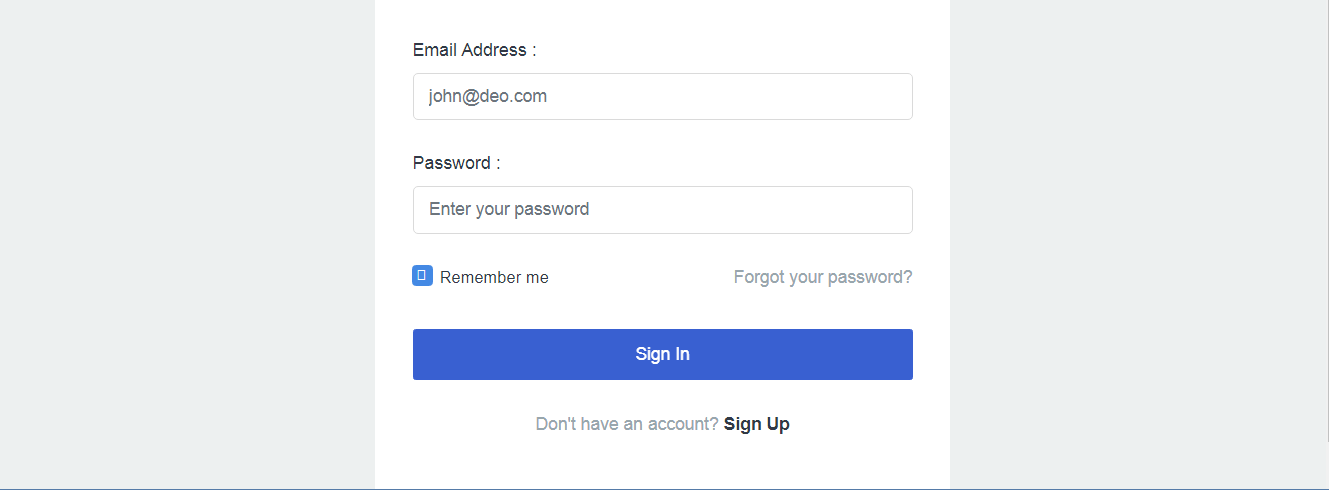 Email Address :
john@deo.com
Password :
Enter your password
Remember me Forgot your password?
Sign In
Don't have an account? Sign Up